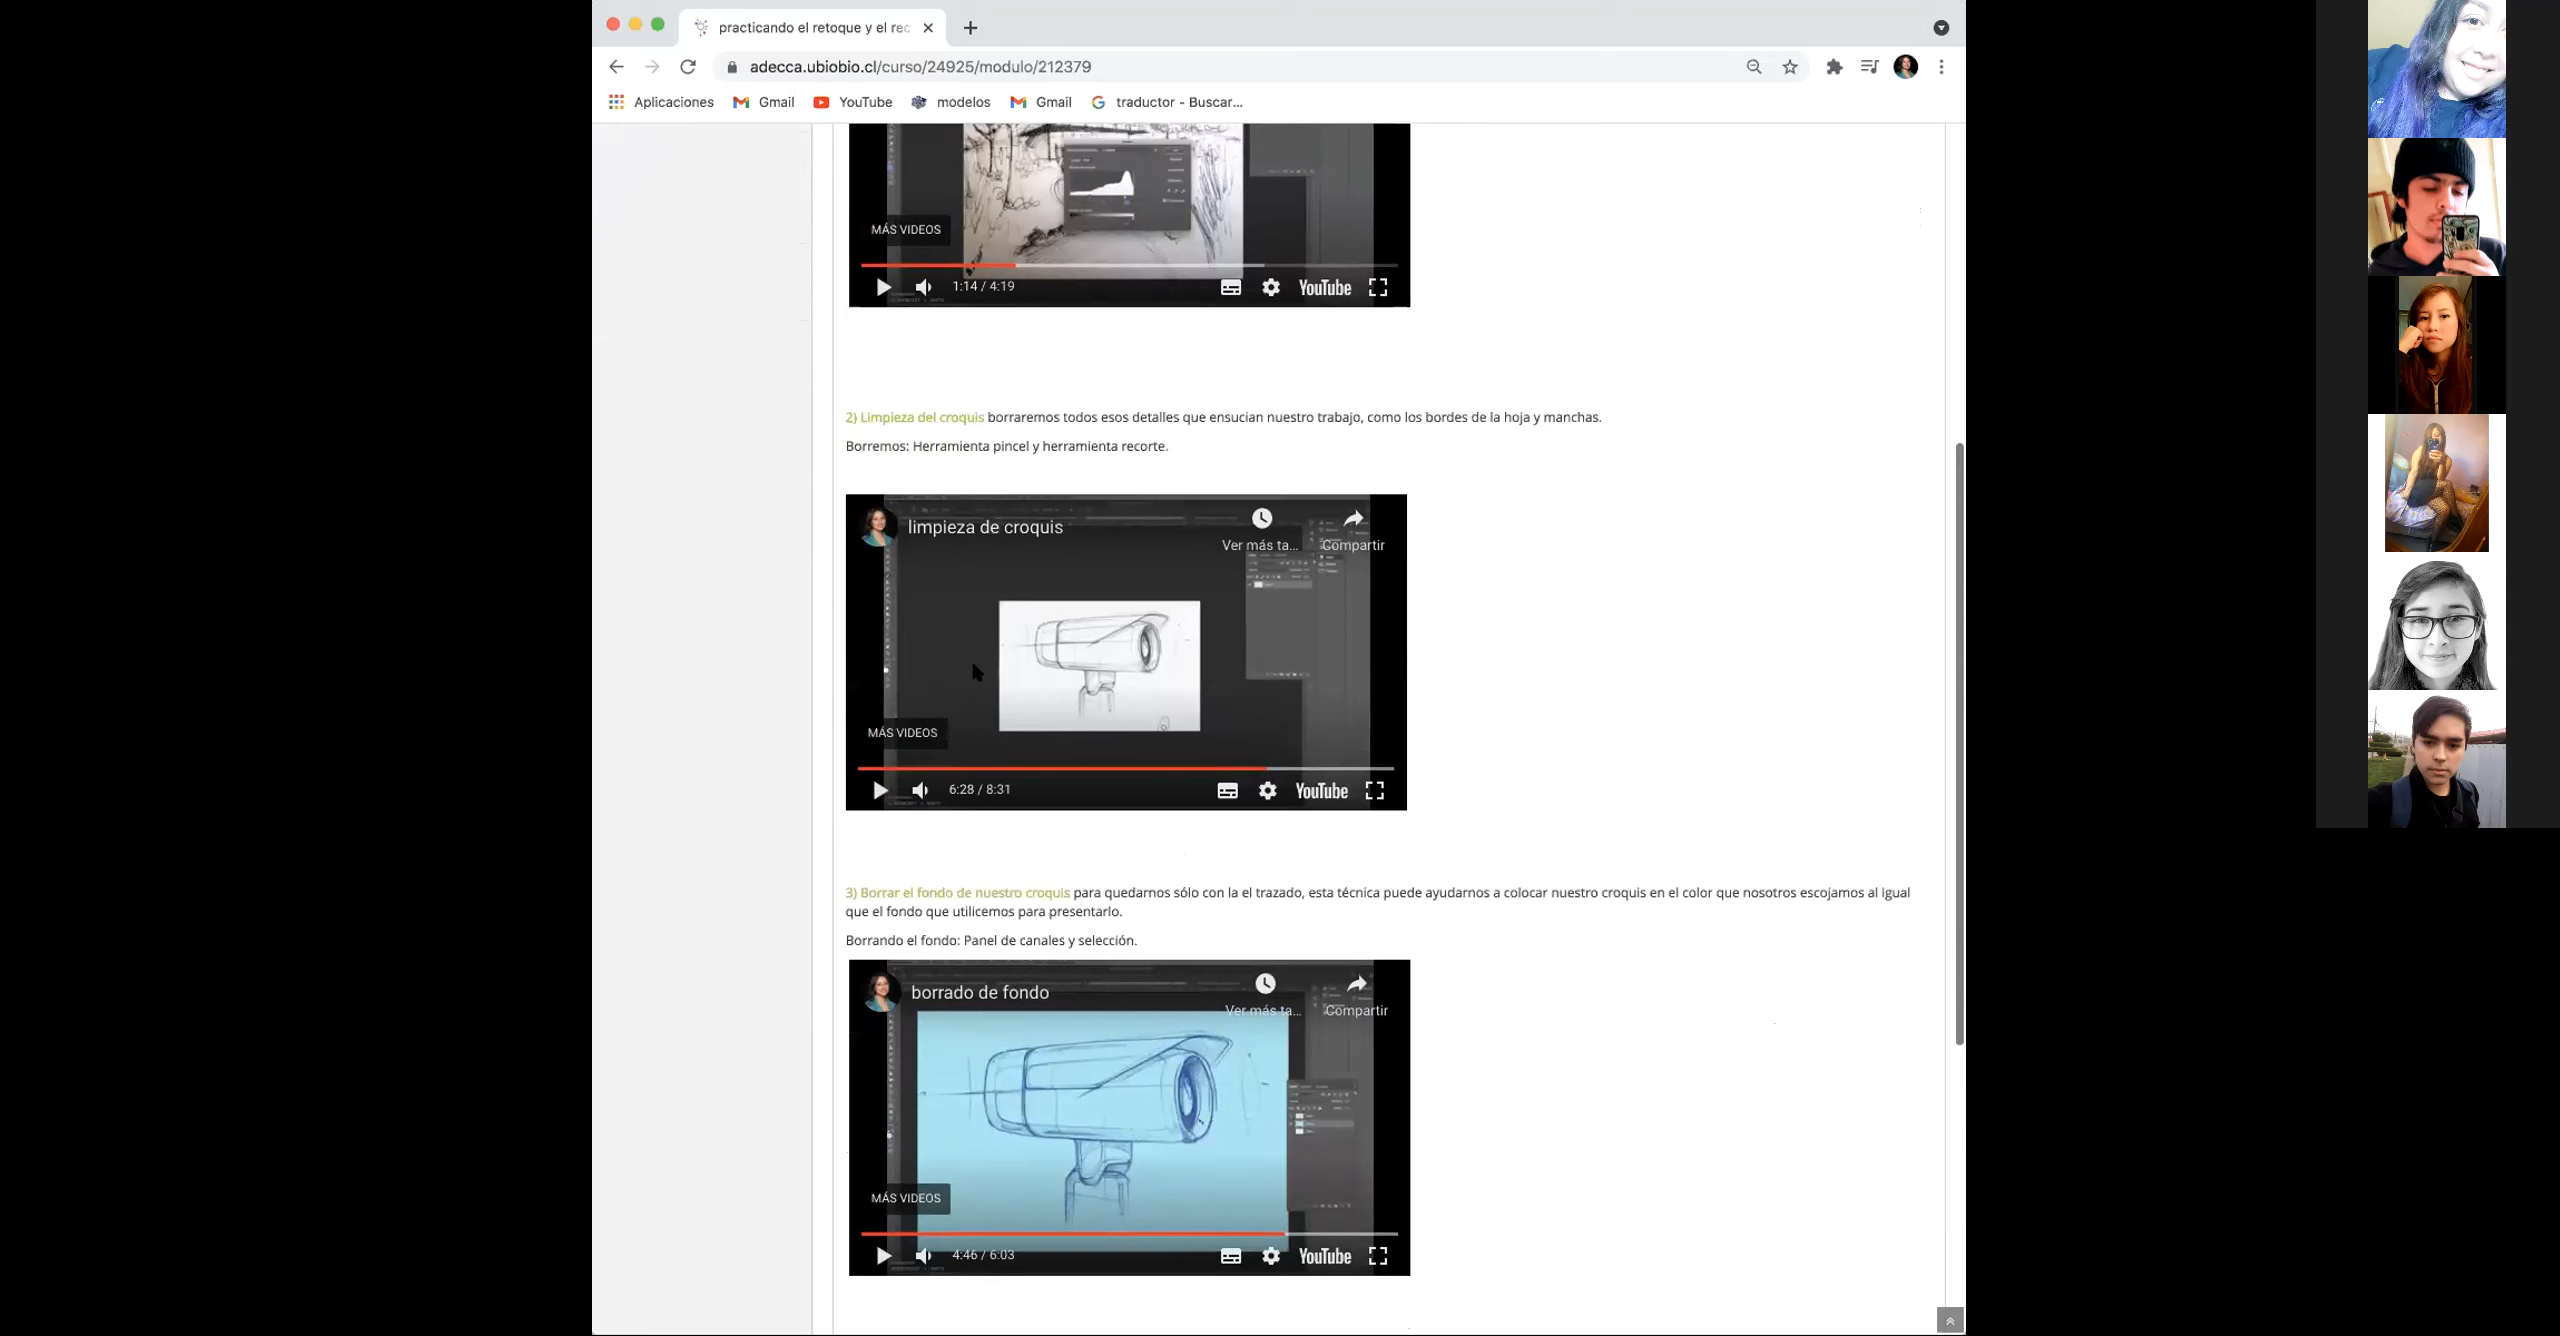 practicando el retoque y el rec
adecca.ubiobio.cl/curso/24925/modulo/212379
Aplicaciones Gmail YouTube modelos Gmail traductor - Buscar...
MÁS VIDEOS
1:14 / 4:19 YouTube
2) Limpieza del croquis borraremos todos esos detalles que ensucian nuestro trabajo, como los bordes de la hoja y manchas.
Borremos: Herramienta pincel y herramienta recorte.
limpieza de croquis
Ver más ta... Compartir
MÁS VIDEOS
6:28 / 8:31 YouTube
3) Borrar el fondo de nuestro croquis para quedarnos sólo con la el trazado, esta técnica puede ayudarnos a colocar nuestro croquis en el color que nosotros escojamos al igual
que el fondo que utilicemos para presentarlo.
Borrando el fondo: Panel de canales y selección.
borrado de fondo
Ver más ta... Compartir
MÁS VIDEOS
4:46 / 6:03 YouTube